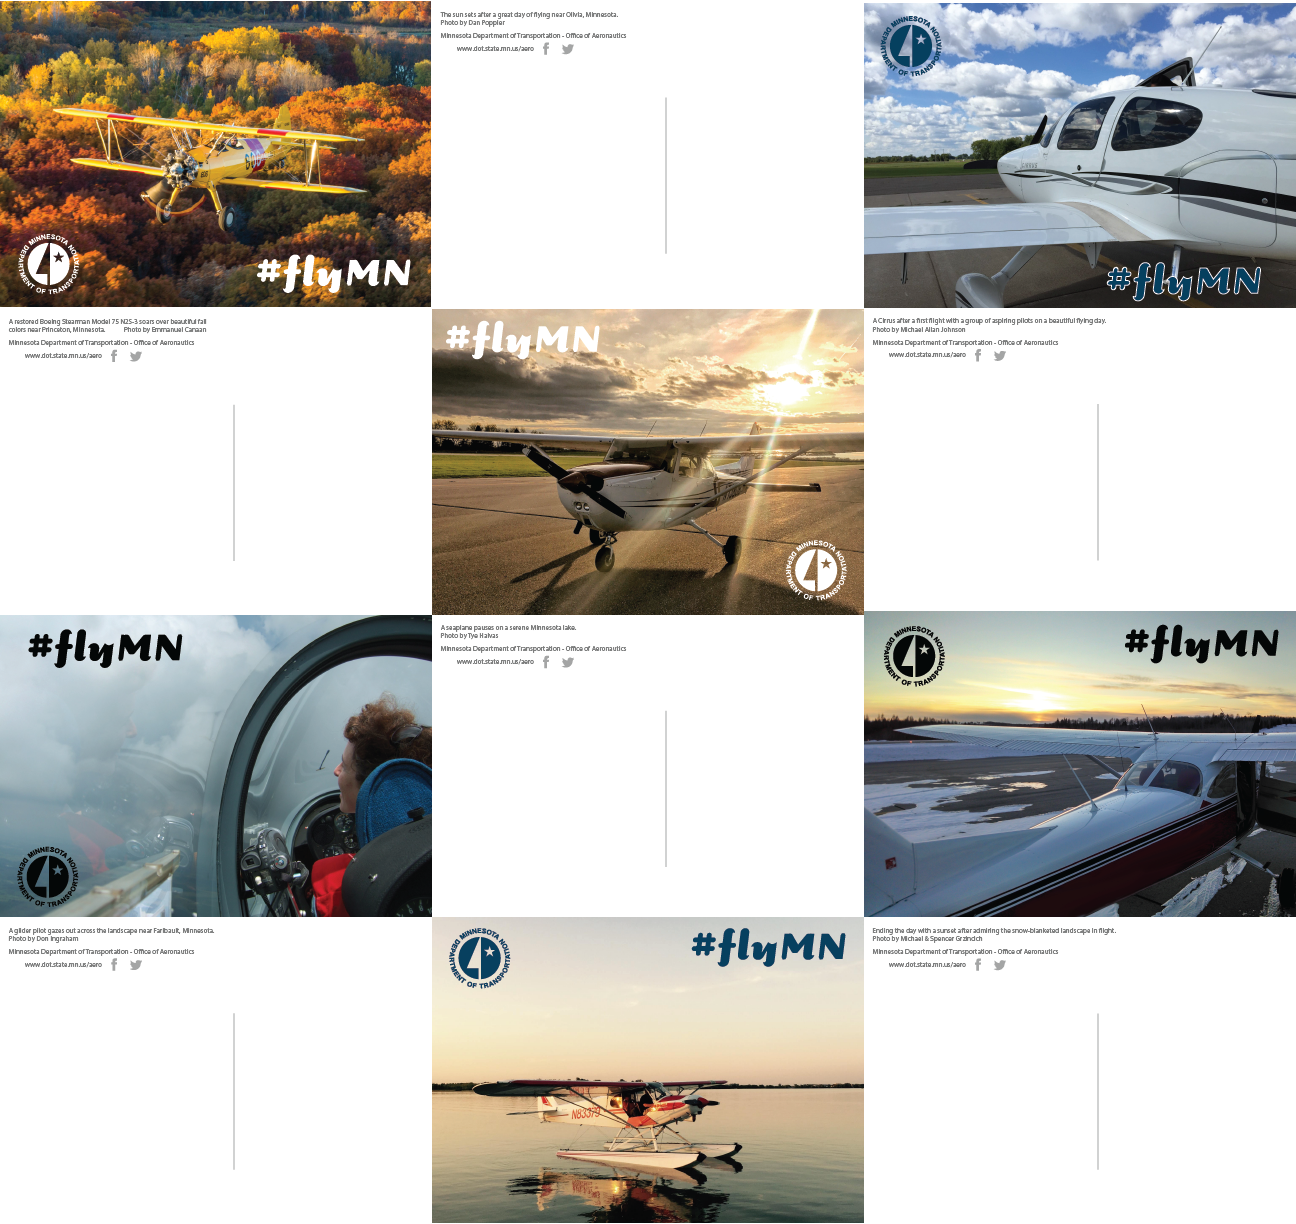 DEPARTMENT OF TRANSPORTATION MINNESOTA
#flyMN
606
The sun sets after a great day of flying near Olivia, Minnesota.
Photo by Dan Poppler
Minnesota Department of Transportation - Office of Aeronautics
www.dot.state.mn.us/aero
MINNESOTA DEPARTMENT OF TRANSPORTATION
CIRRUS
#flyMN
A restored Boeing Stearman Model 75 N2S-3 soars over beautiful fall
colors near Princeton, Minnesota. Photo by Emmanuel Canaan
Minnesota Department of Transportation - Office of Aeronautics
www.dot.state.mn.us/aero
#flyMN
MINNESOTA DEPARTMENT OF TRANSPORTATION
A Cirrus after a first flight with a group of aspiring pilots on a beautiful flying day.
Photo by Michael Allan Johnson
Minnesota Department of Transportation - Office of Aeronautics
www.dot.state.mn.us/aero
#flyMN
MINNESOTA DEPARTMENT OF TRANSPORTATION
A seaplane pauses on a serene Minnesota lake.
Photo by Tye Haivas
Minnesota Department of Transportation - Office of Aeronautics
www.dot.state.mn.us/aero
MINNESOTA DEPARTMENT OF TRANSPORTATION
#flyMN
A glider pilot gazes out across the landscape near Faribault, Minnesota.
Photo by Don Ingraham
Minnesota Department of Transportation - Office of Aeronautics
www.dot.state.mn.us/aero
MINNESOTA DEPARTMENT OF TRANSPORTATION
#flyMN
N83379
Ending the day with a sunset after admiring the snow-blanketed landscape in flight.
Photo by Michael & Spencer Grzincich
Minnesota Department of Transportation - Office of Aeronautics
www.dot.state.mn.us/aero